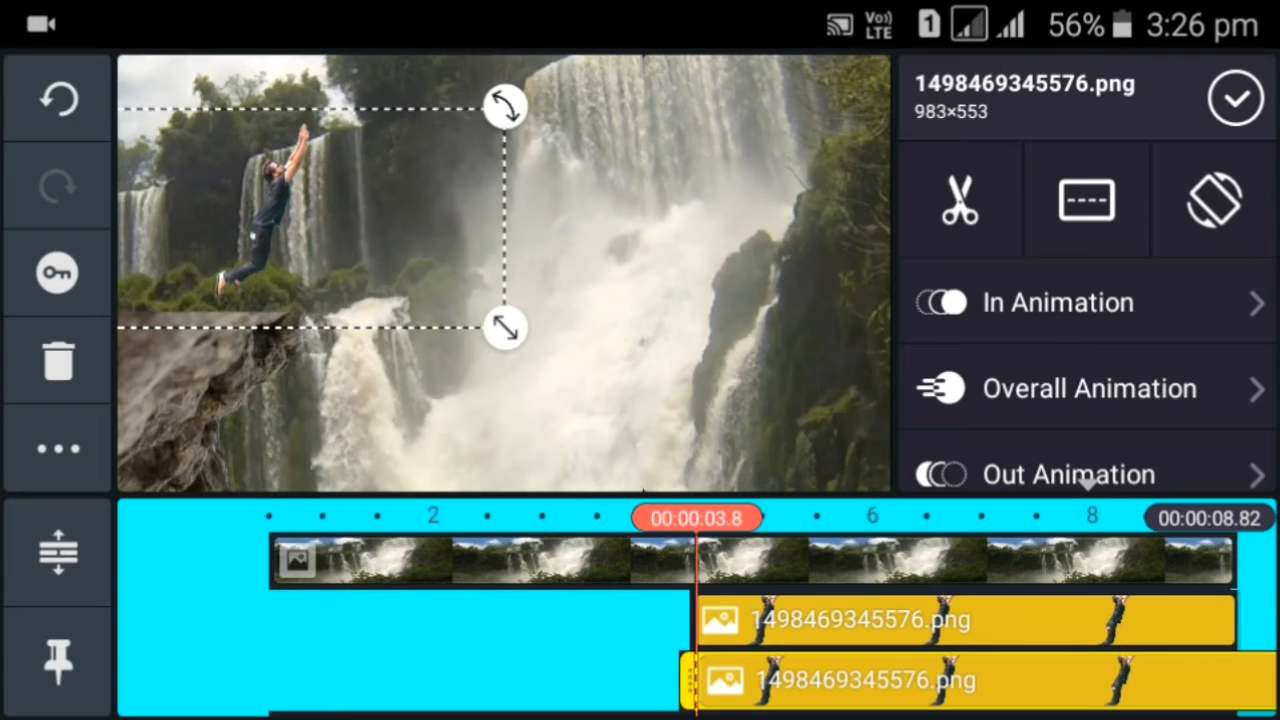 Vo)) LTE 1 56% 3:26 pm
1498469345576.png
983×553
In Animation
Overall Animation
Out Animation
2 00:00:03.8 6 8 00:00:08.82
1498469345576.png
1498469345576.png